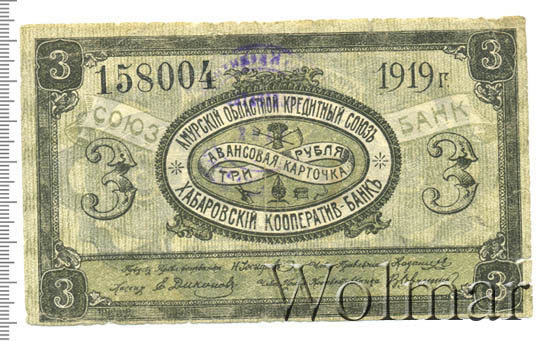 3 3
158004 1919 г.
АМУРСКІЙ ОБЛАСТНОЙ КРЕДИТНЫЙ СОЮЗЪ
СОЮЗ БАНК
АВАНСОВАЯ КАРТОЧКА
3 ТРИ РУБЛЯ 3
ХАБАРОВСКІЙ КООПЕРАТИВ-БАНКЪ
3 3
Wolmar